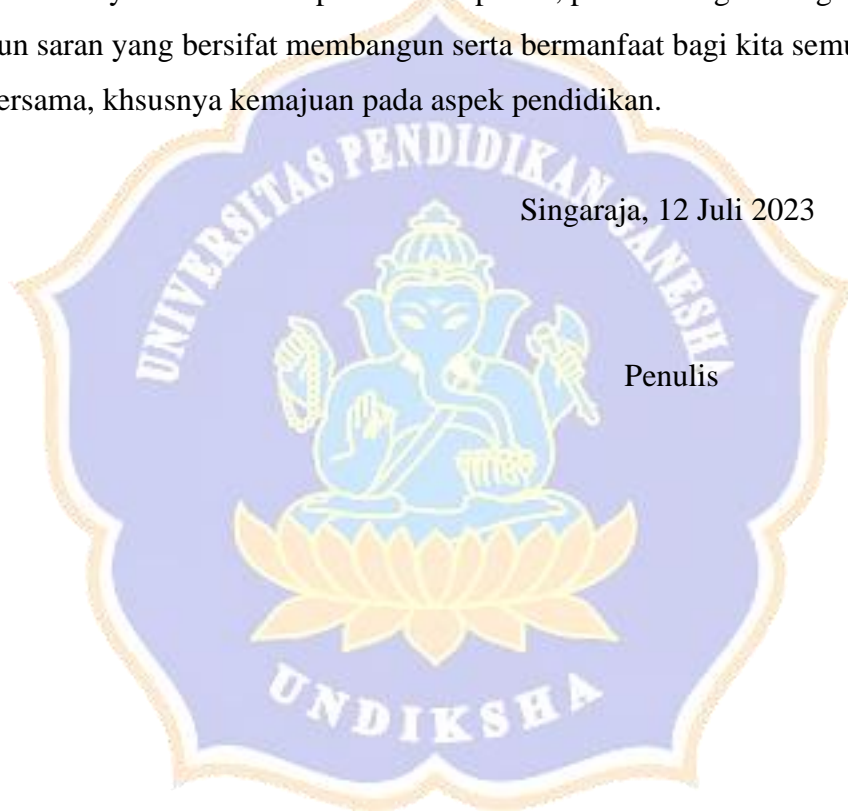 un saran yang bersifat membangun serta bermanfaat bagi kita semu
ersama, khsusnya kemajuan pada aspek pendidikan.
UNIVERSITAS PENDIDIKAN GANESHA
Singaraja, 12 Juli 2023
Penulis
UNDIKSHA